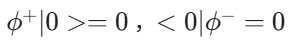 ϕ⁺|0 >= 0 , < 0|ϕ⁻ = 0